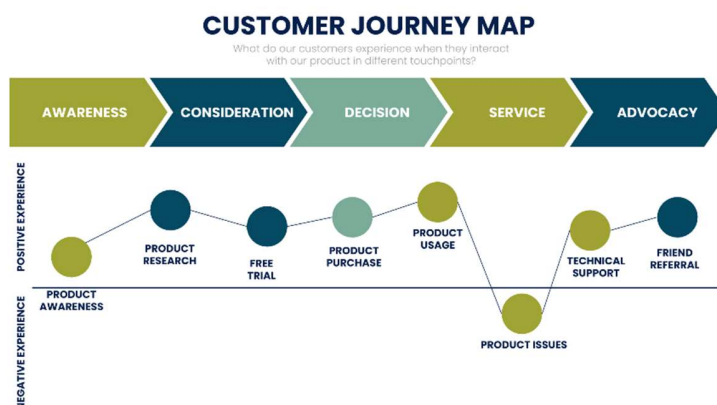 CUSTOMER JOURNEY MAP
What do our customers experience when they interact
with our product in different touchpoints?
AWARENESS
CONSIDERATION
DECISION
SERVICE
ADVOCACY
POSITIVE EXPERIENCE
NEGATIVE EXPERIENCE
PRODUCT
AWARENESS
PRODUCT
RESEARCH
FREE
TRIAL
PRODUCT
PURCHASE
PRODUCT
USAGE
PRODUCT ISSUES
TECHNICAL
SUPPORT
FRIEND
REFERRAL